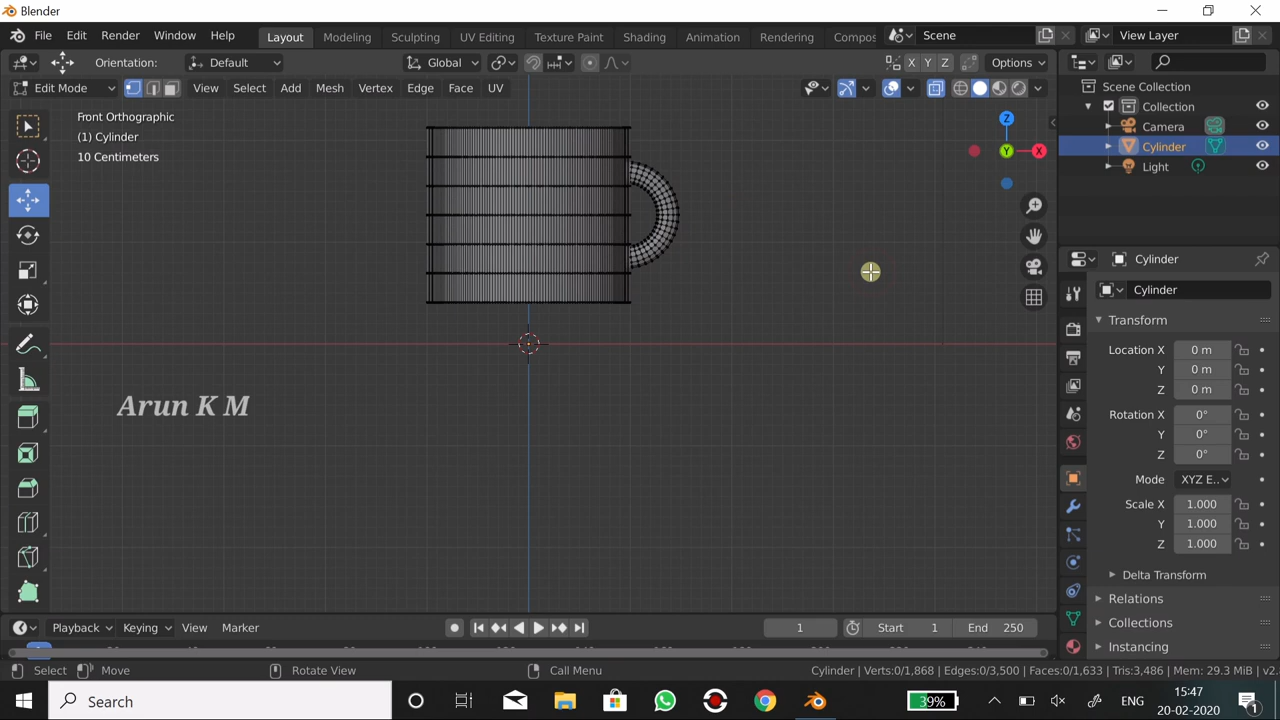 Blender
File Edit Render Window Help Layout Modeling Sculpting UV Editing Texture Paint Shading Animation Rendering Compos Scene View Layer
Orientation: Default Global X Y Z Options
Edit Mode View Select Add Mesh Vertex Edge Face UV
Scene Collection
Collection
Camera
Cylinder
Light
Front Orthographic
(1) Cylinder
10 Centimeters
Z
Y
X
Cylinder
Cylinder
Transform
Location X 0 m
Y 0 m
Z 0 m
Rotation X 0°
Y 0°
Z 0°
Mode XYZ E..
Scale X 1.000
Y 1.000
Z 1.000
Delta Transform
Relations
Collections
Instancing
Arun K M
Playback Keying View Marker 1 Start 1 End 250
Select Move Rotate View Call Menu Cylinder | Verts:0/1,868 | Edges:0/3,500 | Faces:0/1,633 | Tris:3,486 | Mem: 29.3 MiB | v2.
Search 39% ENG 15:47
20-02-2020 1